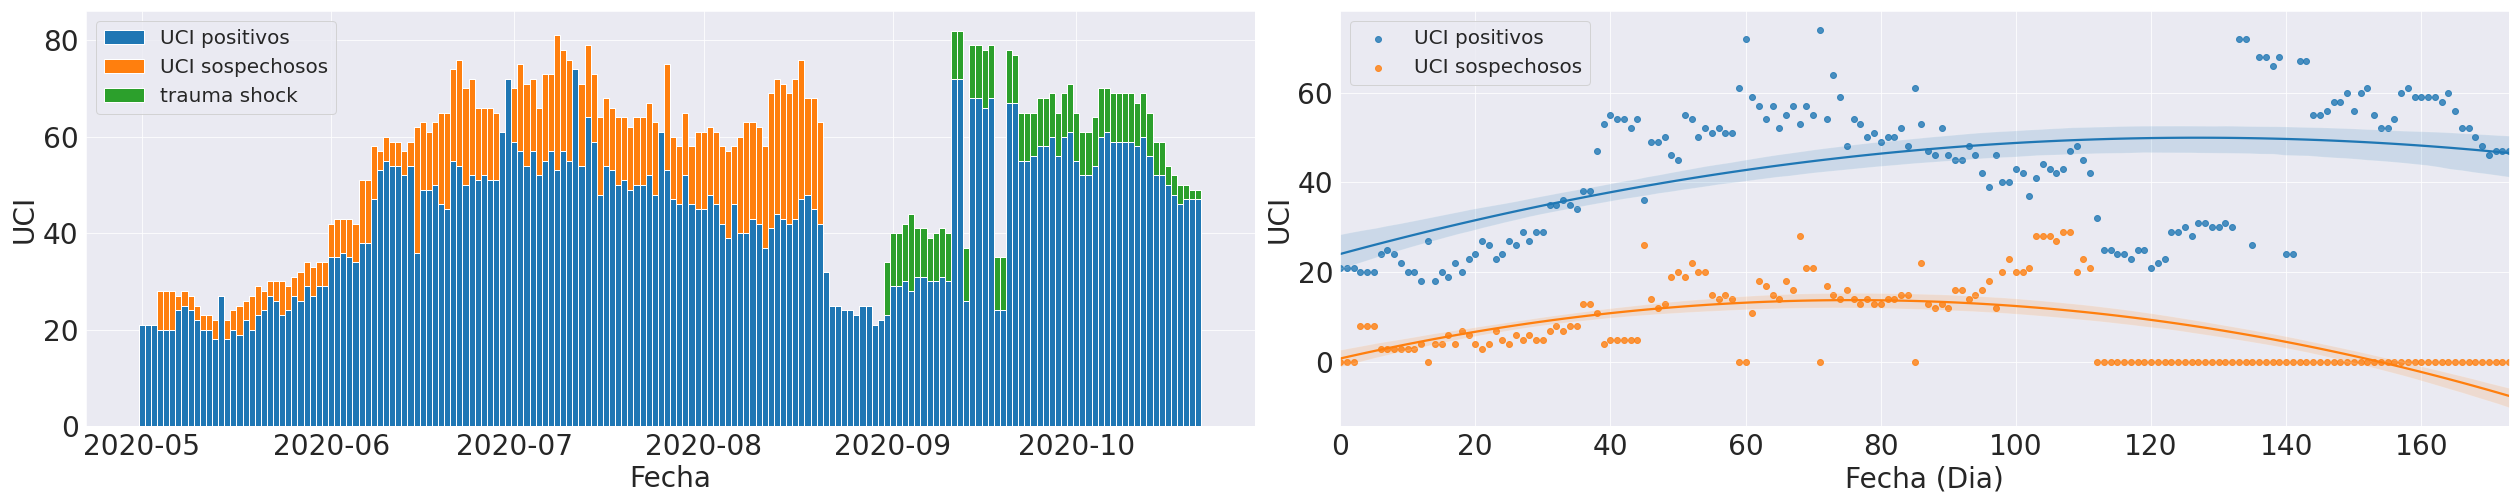 UCI positivos
UCI sospechosos
trauma shock
80
60
40
20
0
UCI
2020-05 2020-06 2020-07 2020-08 2020-09 2020-10
Fecha
UCI positivos
UCI sospechosos
60
40
20
0
UCI
0 20 40 60 80 100 120 140 160
Fecha (Dia)